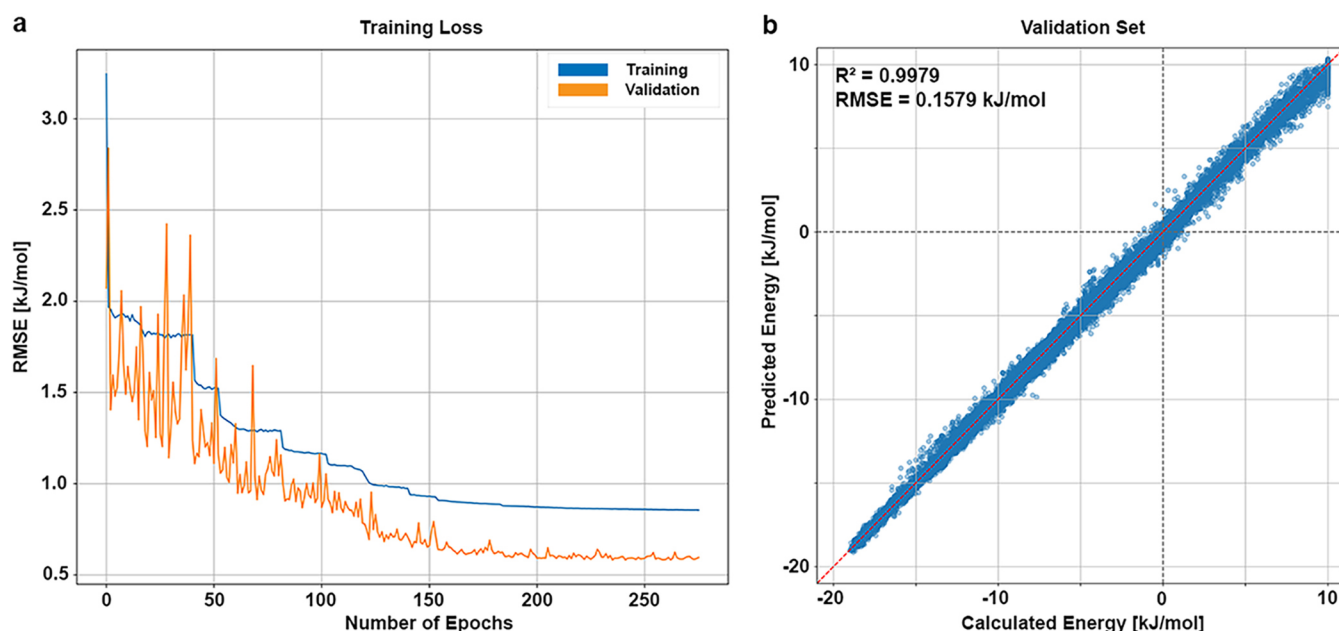 a
Training Loss
Training
Validation
RMSE [kJ/mol]
3.0
2.5
2.0
1.5
1.0
0.5
0 50 100 150 200 250
Number of Epochs
b
Validation Set
R² = 0.9979
RMSE = 0.1579 kJ/mol
Predicted Energy [kJ/mol]
10
0
-10
-20
-20 -10 0 10
Calculated Energy [kJ/mol]